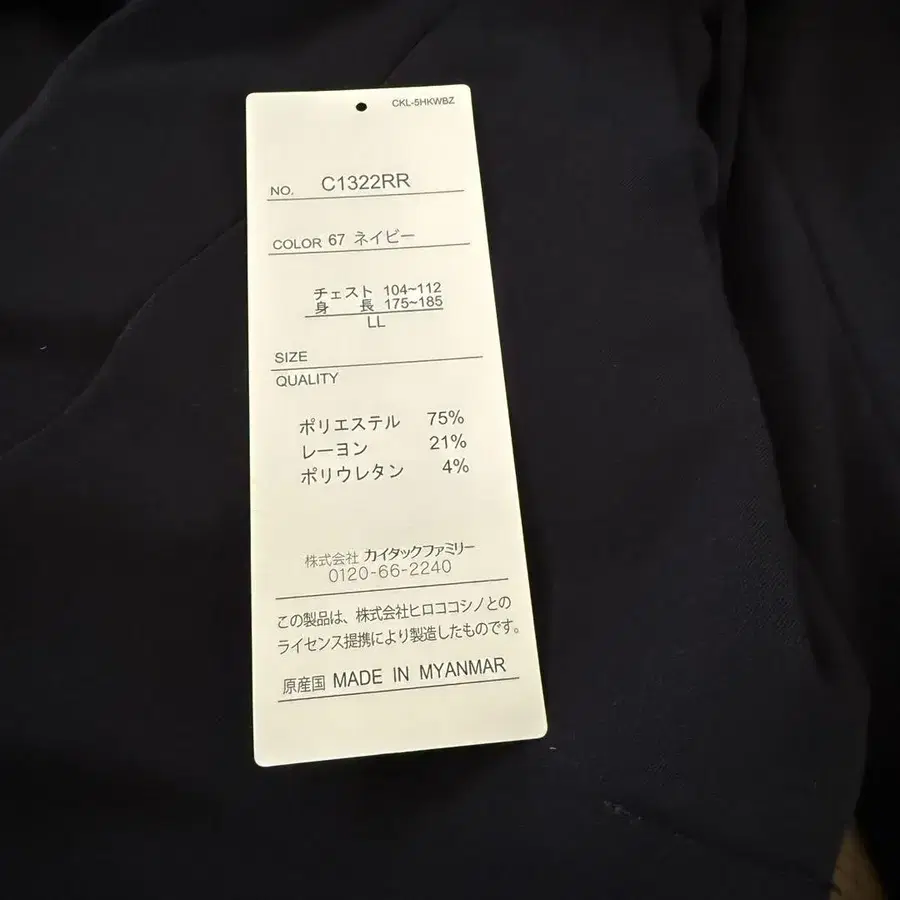 CKL-5HKWBZ
NO. C1322RR
COLOR 67 ネイビー
チェスト 104~112
身 長 175~185
LL
SIZE
QUALITY
ポリエステル 75%
レーヨン 21%
ポリウレタン 4%
株式会社 カイタックファミリー
0120-66-2240
この製品は、株式会社ヒロココシノとの
ライセンス提携により製造したものです。
原産国 MADE IN MYANMAR